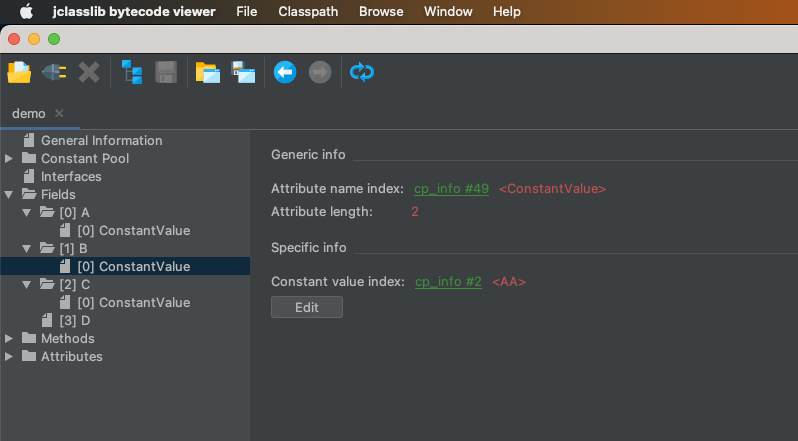 jclasslib bytecode viewer File Classpath Browse Window Help
demo
General Information
Constant Pool
Interfaces
Fields
[0] A
[0] ConstantValue
[1] B
[0] ConstantValue
[2] C
[0] ConstantValue
[3] D
Methods
Attributes
Generic info
Attribute name index: cp_info #49 <ConstantValue>
Attribute length: 2
Specific info
Constant value index: cp_info #2 <AA>
Edit